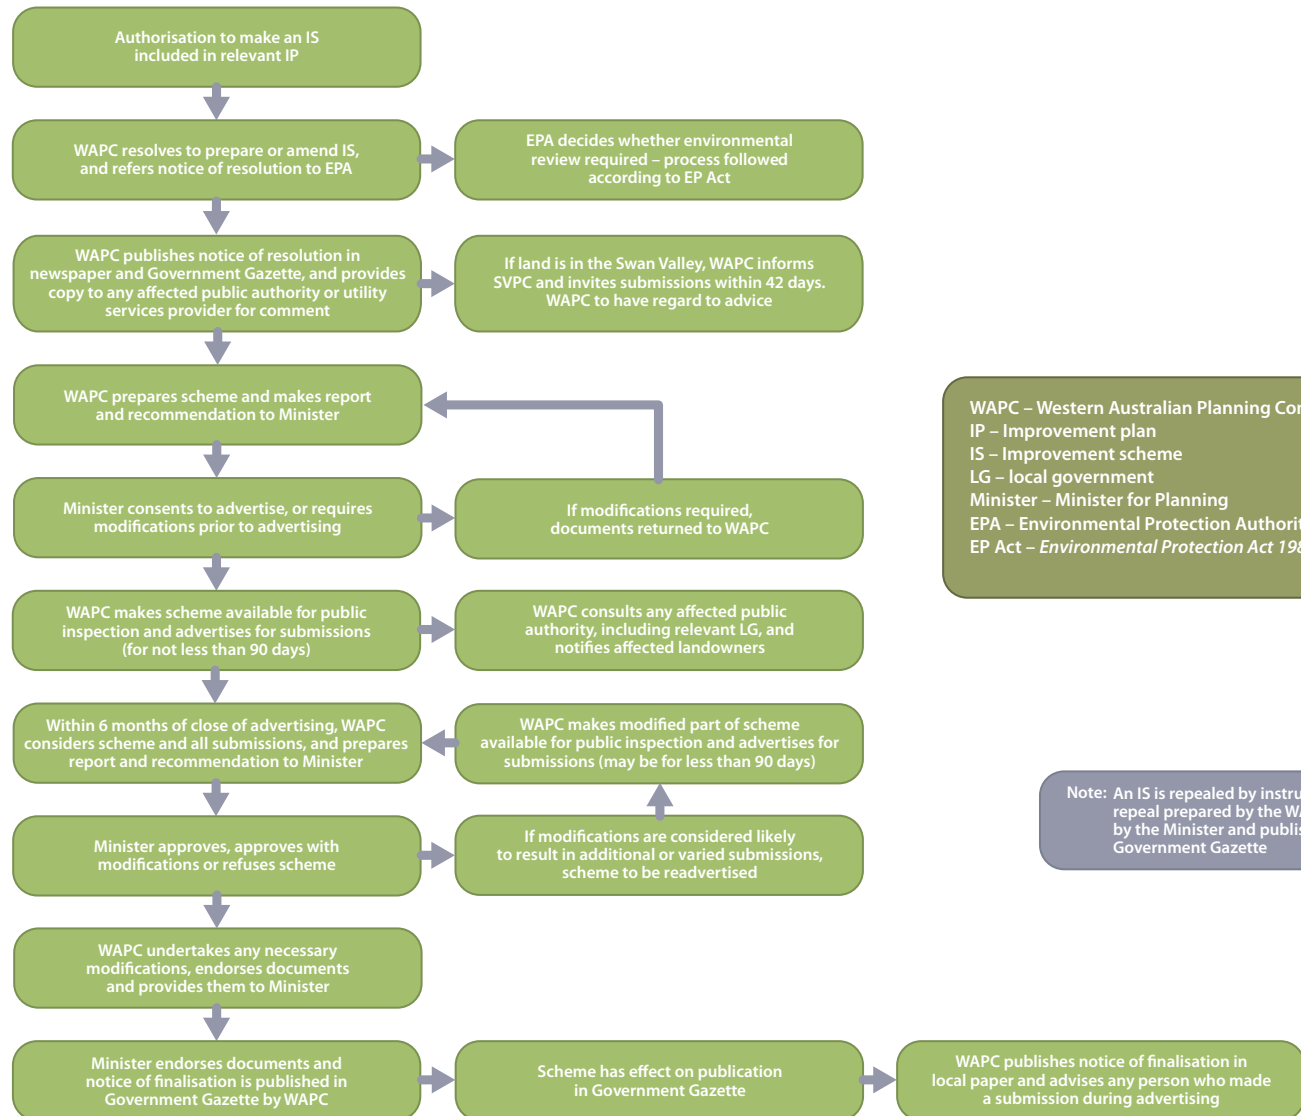 Authorisation to make an IS
included in relevant IP
WAPC resolves to prepare or amend IS,
and refers notice of resolution to EPA
EPA decides whether environmental
review required – process followed
according to EP Act
WAPC publishes notice of resolution in
newspaper and Government Gazette, and provides
copy to any affected public authority or utility
services provider for comment
If land is in the Swan Valley, WAPC informs
SVPC and invites submissions within 42 days.
WAPC to have regard to advice
WAPC prepares scheme and makes report
and recommendation to Minister
Minister consents to advertise, or requires
modifications prior to advertising
If modifications required,
documents returned to WAPC
WAPC makes scheme available for public
inspection and advertises for submissions
(for not less than 90 days)
WAPC consults any affected public
authority, including relevant LG, and
notifies affected landowners
Within 6 months of close of advertising, WAPC
considers scheme and all submissions, and prepares
report and recommendation to Minister
WAPC makes modified part of scheme
available for public inspection and advertises for
submissions (may be for less than 90 days)
Minister approves, approves with
modifications or refuses scheme
If modifications are considered likely
to result in additional or varied submissions,
scheme to be readvertised
WAPC undertakes any necessary
modifications, endorses documents
and provides them to Minister
Minister endorses documents and
notice of finalisation is published in
Government Gazette by WAPC
Scheme has effect on publication
in Government Gazette
WAPC publishes notice of finalisation in
local paper and advises any person who made
a submission during advertising
WAPC – Western Australian Planning
IP – Improvement plan
IS – Improvement scheme
LG – local government
Minister – Minister for Planning
EPA – Environmental Protection
EP Act – Environmental Protection Act
Note: An IS is repealed by
repeal prepared by the
by the Minister and
Government Gazette